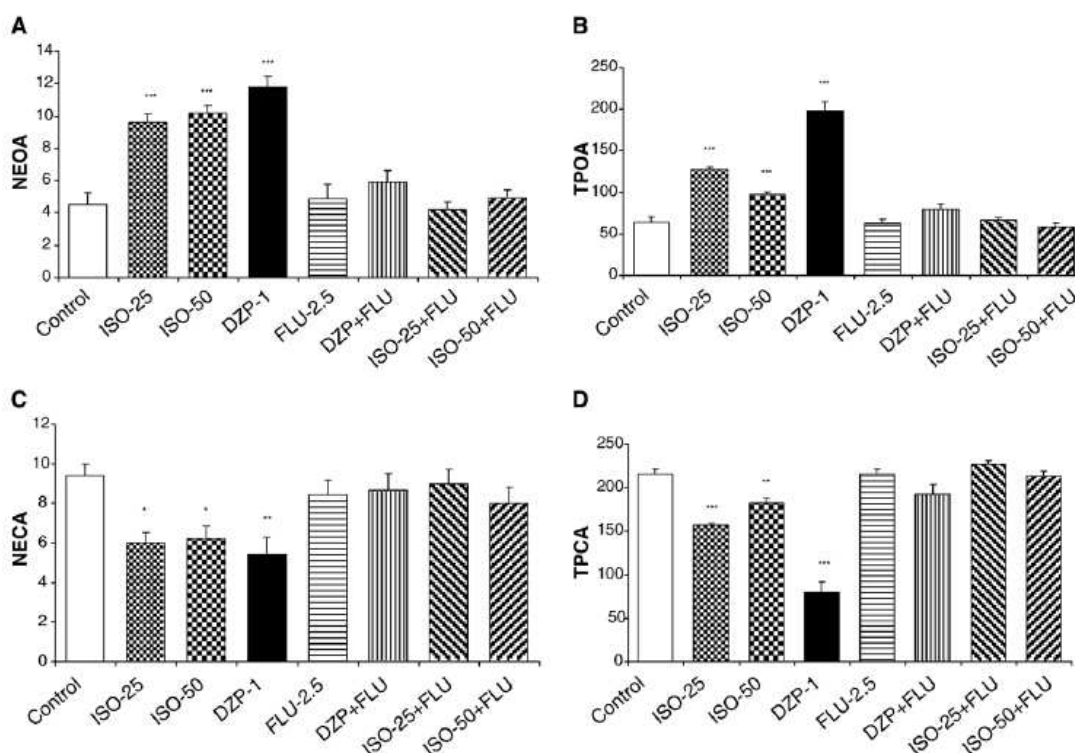 A
14
12
10
8
6
4
2
0
NEOA
***
***
***
Control
ISO-25
ISO-50
DZP-1
FLU-2.5
DZP+FLU
ISO-25+FLU
ISO-50+FLU
B
250
200
150
100
50
0
TPOA
***
***
***
Control
ISO-25
ISO-50
DZP-1
FLU-2.5
DZP+FLU
ISO-25+FLU
ISO-50+FLU
C
12
10
8
6
4
2
0
NECA
*
*
**
Control
ISO-25
ISO-50
DZP-1
FLU-2.5
DZP+FLU
ISO-25+FLU
ISO-50+FLU
D
250
200
150
100
50
0
TPCA
***
**
***
Control
ISO-25
ISO-50
DZP-1
FLU-2.5
DZP+FLU
ISO-25+FLU
ISO-50+FLU